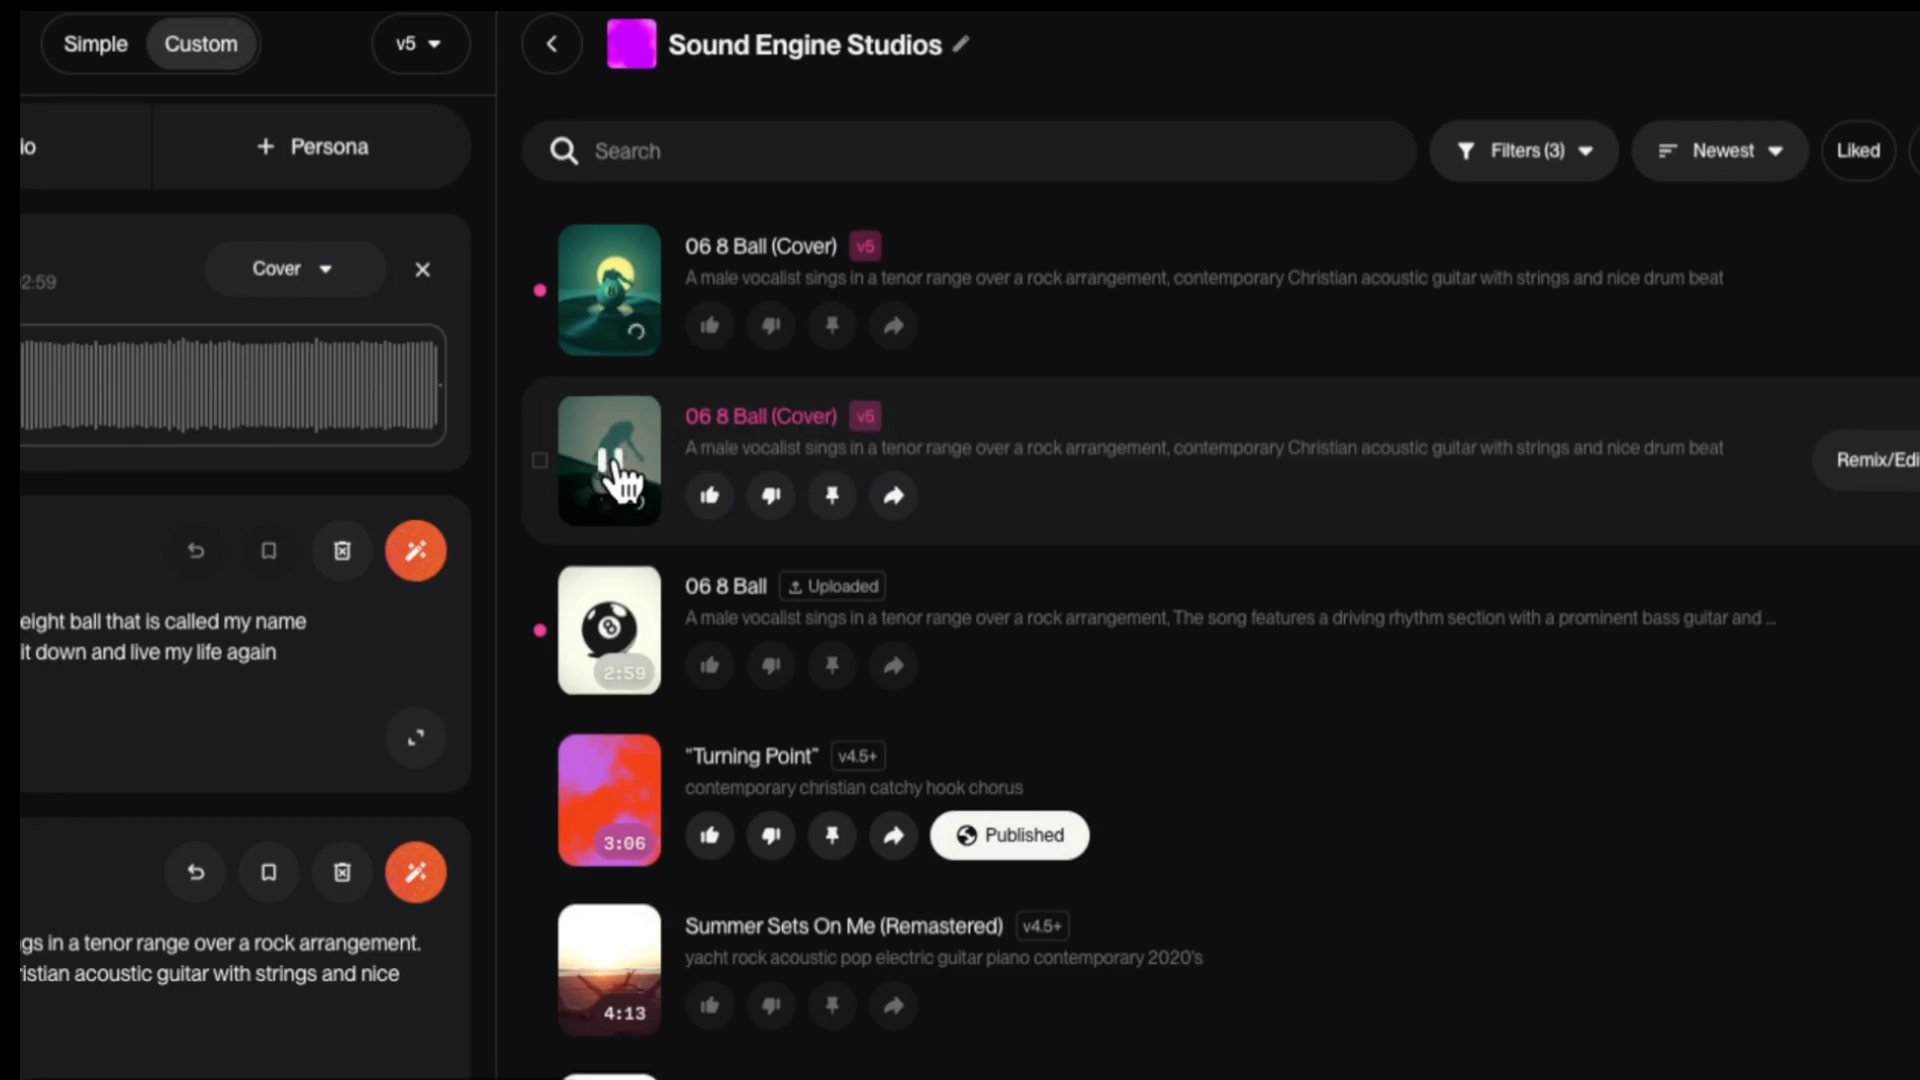 Simple
Custom
v5
io
+ Persona
2:59
Cover
eight ball that is called my name
it down and live my life again
gs in a tenor range over a rock arrangement.
istian acoustic guitar with strings and nice
Sound Engine Studios
Search
Filters (3)
Newest
Liked
06 8 Ball (Cover) v5
A male vocalist sings in a tenor range over a rock arrangement, contemporary Christian acoustic guitar with strings and nice drum beat
06 8 Ball (Cover) v5
A male vocalist sings in a tenor range over a rock arrangement, contemporary Christian acoustic guitar with strings and nice drum beat
Remix/Edi
8
2:59
06 8 Ball Uploaded
A male vocalist sings in a tenor range over a rock arrangement, The song features a driving rhythm section with a prominent bass guitar and ...
3:06
"Turning Point" v4.5+
contemporary christian catchy hook chorus
Published
4:13
Summer Sets On Me (Remastered) v4.5+
yacht rock acoustic pop electric guitar piano contemporary 2020's